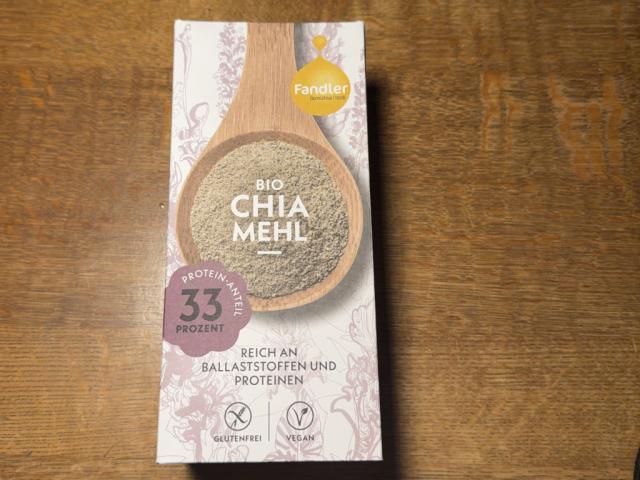 Fandler
BIO
CHIA
MEHL
PROTEIN-ANTEIL
33
PROZENT
REICH AN
BALLASTSTOFFEN UND
PROTEINEN
GLUTENFREI
VEGAN